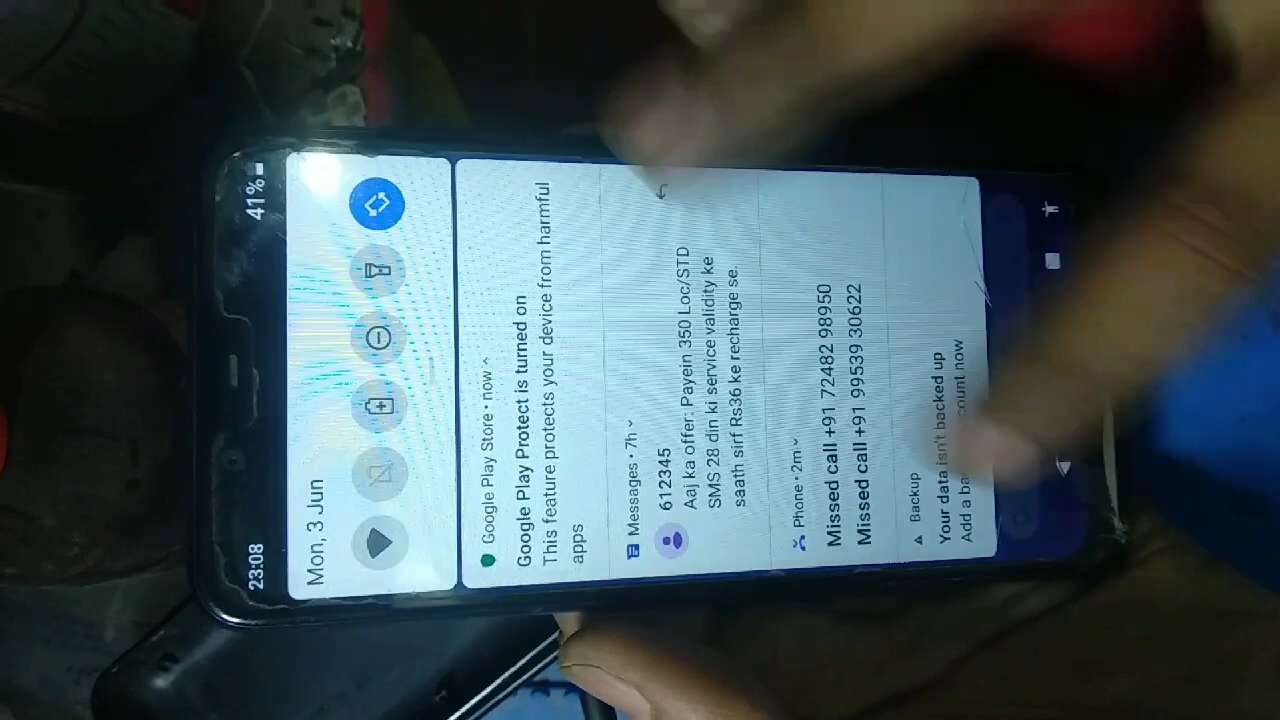 23:08
41%
Mon, 3 Jun
Google Play Store • now
Google Play Protect is turned on
This feature protects your device from harmful
apps
Messages • 7h
612345
Aaj ka offer: Payein 350 Loc/STD
SMS 28 din ki service validity ke
saath sirf Rs36 ke recharge se.
Phone • 2m
Missed call +91 72482 98950
Missed call +91 99539 30622
Backup
Your data isn't backed up
Add a count now